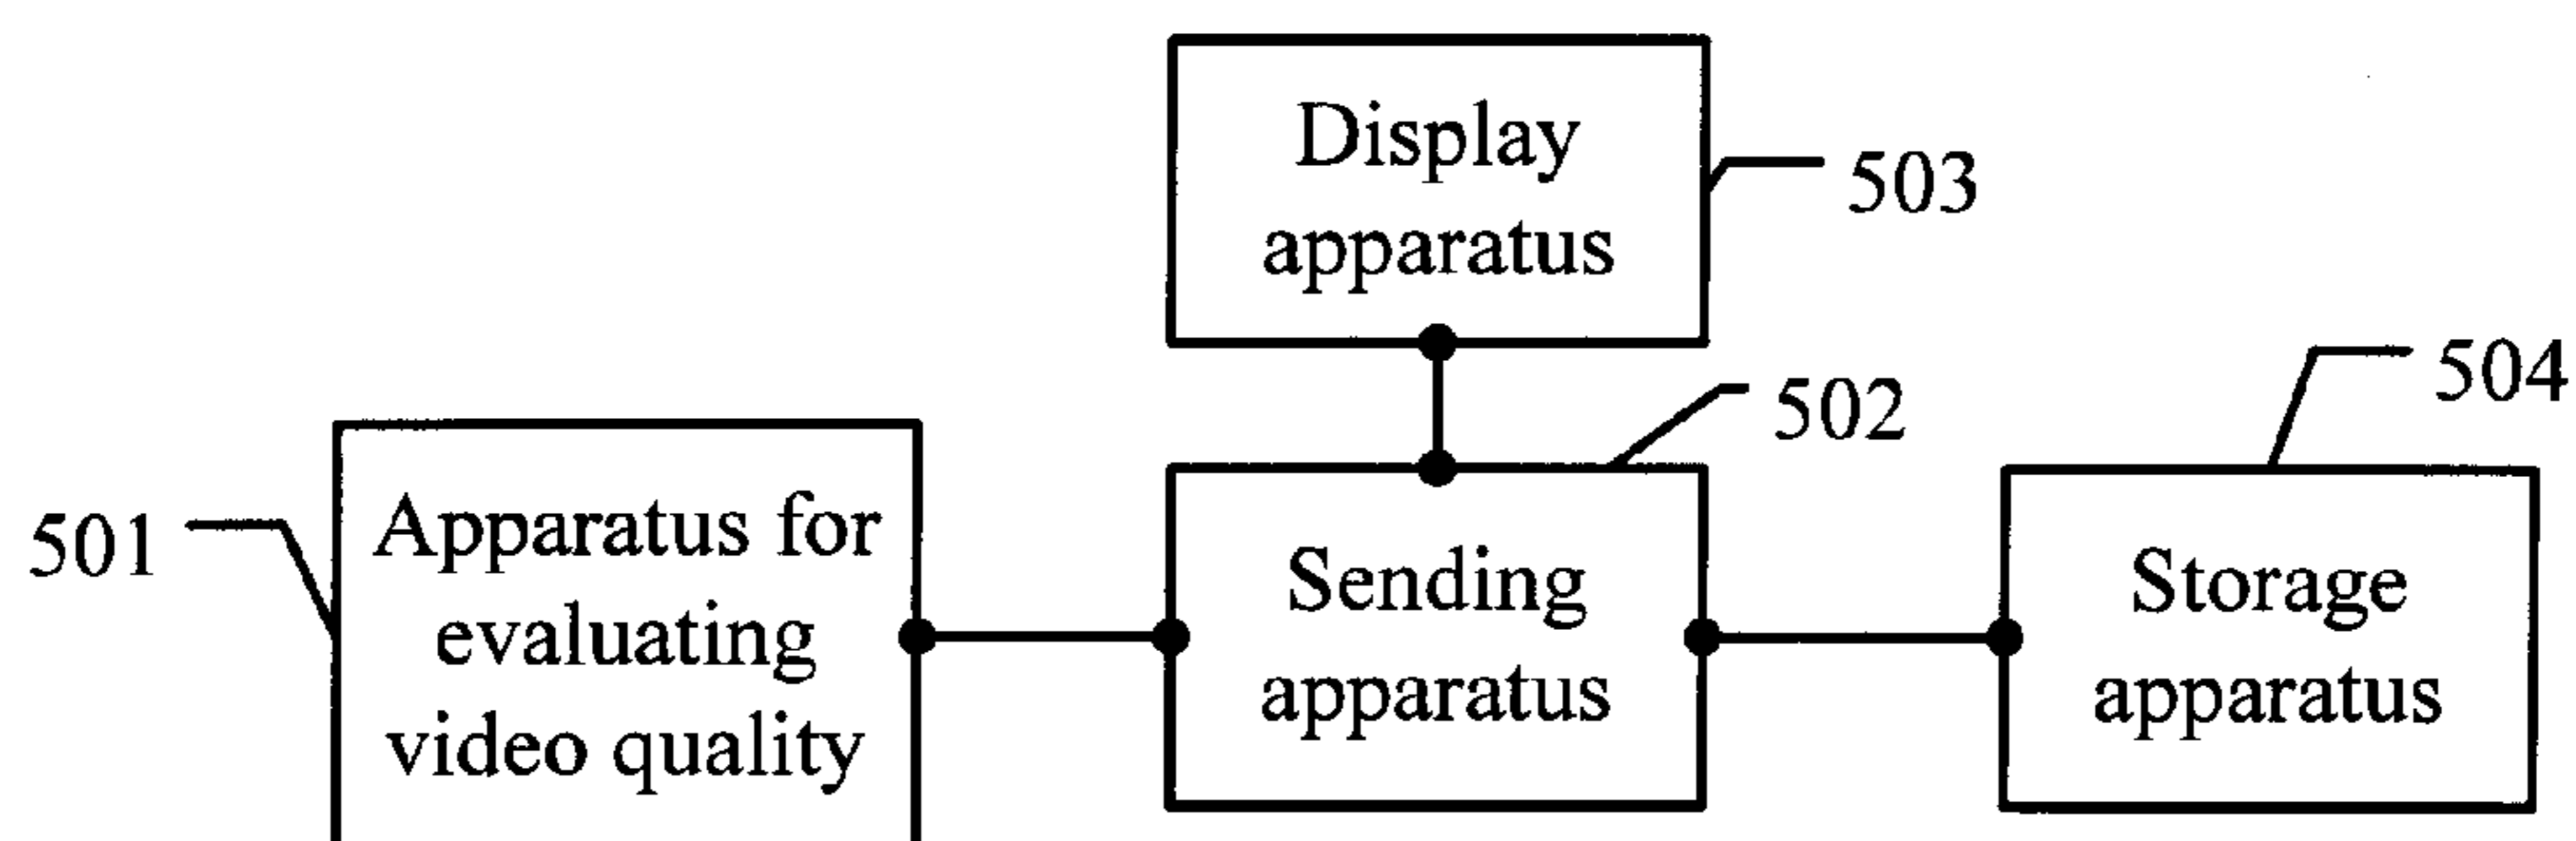 Display
apparatus
503
504
502
501
Apparatus for
evaluating
video quality
Sending
apparatus
Storage
apparatus